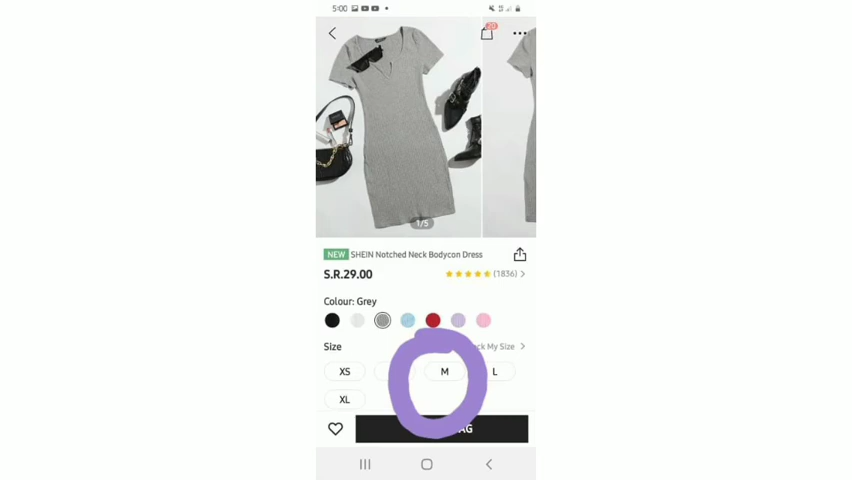 5:00
20
1/5
NEW SHEIN Notched Neck Bodycon Dress
S.R.29.00
(1836)
Colour: Grey
Size
My Size
XS
M
L
XL